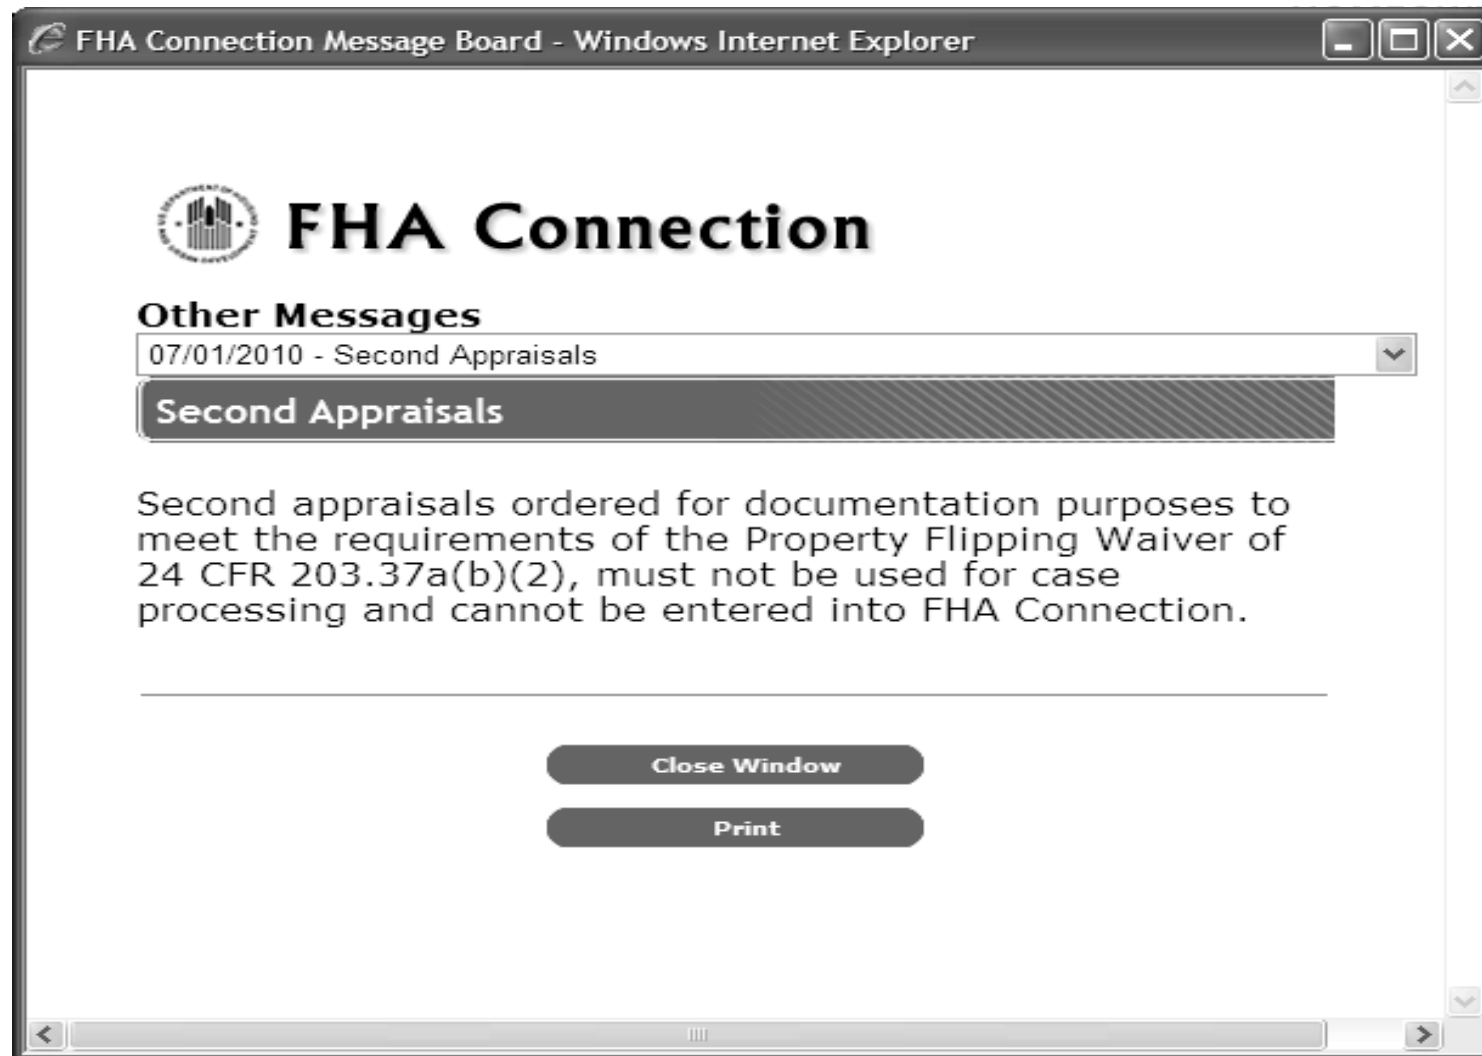 FHA Connection Message Board - Windows Internet Explorer
FHA Connection
Other Messages
07/01/2010 - Second Appraisals
Second Appraisals
Second appraisals ordered for documentation purposes to
meet the requirements of the Property Flipping Waiver of
24 CFR 203.37a(b)(2), must not be used for case
processing and cannot be entered into FHA Connection.
Close Window
Print